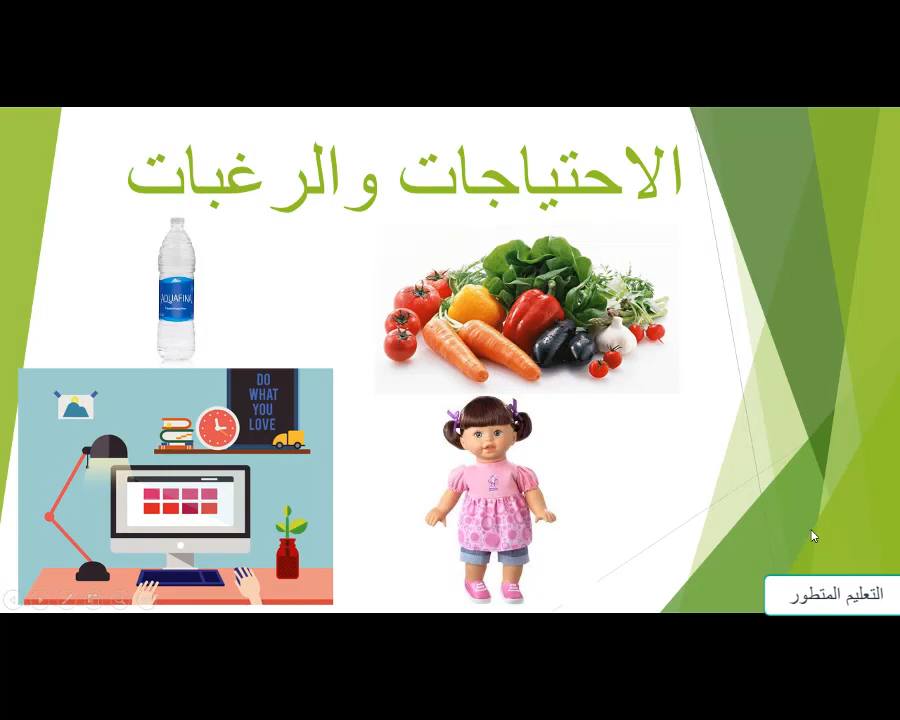 الاحتياجات والرغبات
AQUAFINA
DO
WHAT
YOU
LOVE
التعليم المتطور